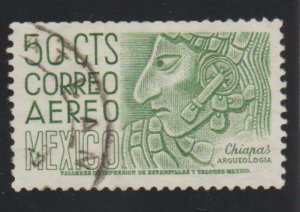 50 CTS
CORREO
AEREO
MEXICO
Chiapas
ARQUEOLOGIA
TALLERES DE IMPRESION DE ESTAMPILLAS Y VALORES MEXICO.